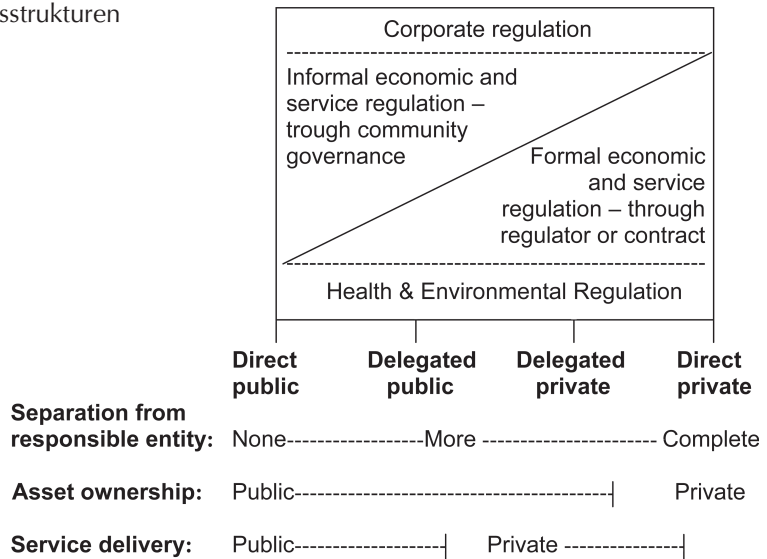 sstrukturen
Corporate regulation
Informal economic and
service regulation –
trough community
governance
Formal economic
and service
regulation – through
regulator or contract
Health & Environmental Regulation
Direct
public
Delegated
public
Delegated
private
Direct
private
Separation from
responsible entity: None More Complete
Asset ownership: Public Private
Service delivery: Public Private